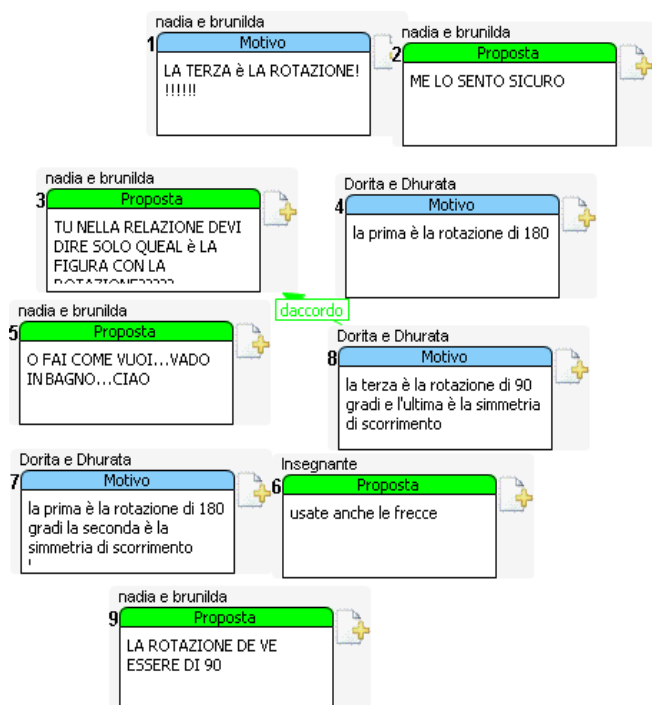 nadia e brunilda
1
Motivo
LA TERZA è LA ROTAZIONE!
!!!!!!
nadia e brunilda
2
Proposta
ME LO SENTO SICURO
nadia e brunilda
3
Proposta
TU NELLA RELAZIONE DEVI
DIRE SOLO QUEAL è LA
FIGURA CON LA
ROTAZIONE?????
Dorita e Dhurata
4
Motivo
la prima è la rotazione di 180
daccordo
nadia e brunilda
5
Proposta
O FAI COME VUOI...VADO
IN BAGNO...CIAO
Dorita e Dhurata
8
Motivo
la terza è la rotazione di 90
gradi e l'ultima è la simmetria
di scorrimento
Dorita e Dhurata
7
Motivo
la prima è la rotazione di 180
gradi la seconda è la
simmetria di scorrimento
Insegnante
6
Proposta
usate anche le frecce
nadia e brunilda
9
Proposta
LA ROTAZIONE DE VE
ESSERE DI 90